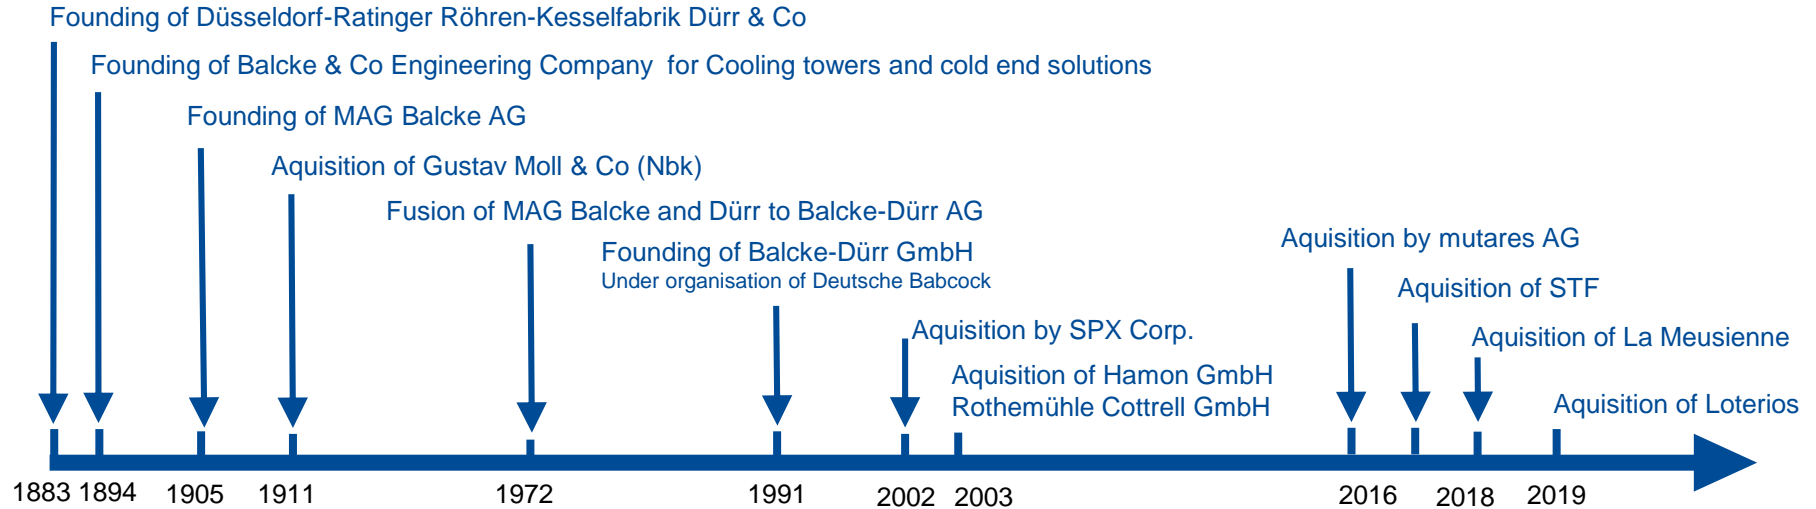 Founding of Düsseldorf-Ratinger Röhren-Kesselfabrik Dürr & Co
Founding of Balcke & Co Engineering Company for Cooling towers and cold end solutions
Founding of MAG Balcke AG
Aquisition of Gustav Moll & Co (Nbk)
Fusion of MAG Balcke and Dürr to Balcke-Dürr AG
Founding of Balcke-Dürr GmbH
Under organisation of Deutsche Babcock
Aquisition by SPX Corp.
Aquisition of Hamon GmbH
Rothemühle Cottrell GmbH
Aquisition by mutares AG
Aquisition of STF
Aquisition of La Meusienne
Aquisition of Loterios
1883 1894 1905 1911 1972 1991 2002 2003 2016 2018 2019